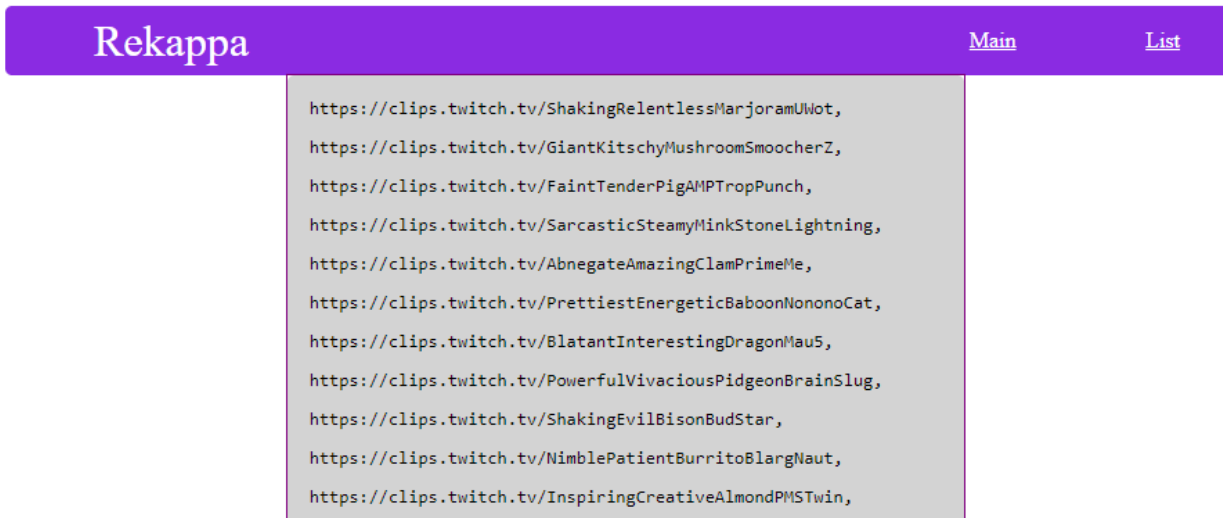 Rekappa
Main
List
https://clips.twitch.tv/ShakingRelentlessMarjoramUWot,
https://clips.twitch.tv/GiantKitschyMushroomSmoocherZ,
https://clips.twitch.tv/FaintTenderPigAMPTropPunch,
https://clips.twitch.tv/SarcasticSteamyMinkStoneLightning,
https://clips.twitch.tv/AbnegateAmazingClamPrimeMe,
https://clips.twitch.tv/PrettiestEnergeticBaboonNononoCat,
https://clips.twitch.tv/BlatantInterestingDragonMau5,
https://clips.twitch.tv/PowerfulVivaciousPidgeonBrainSlug,
https://clips.twitch.tv/ShakingEvilBisonBudStar,
https://clips.twitch.tv/NimblePatientBurritoBlargNaut,
https://clips.twitch.tv/InspiringCreativeAlmondPMSTwin,